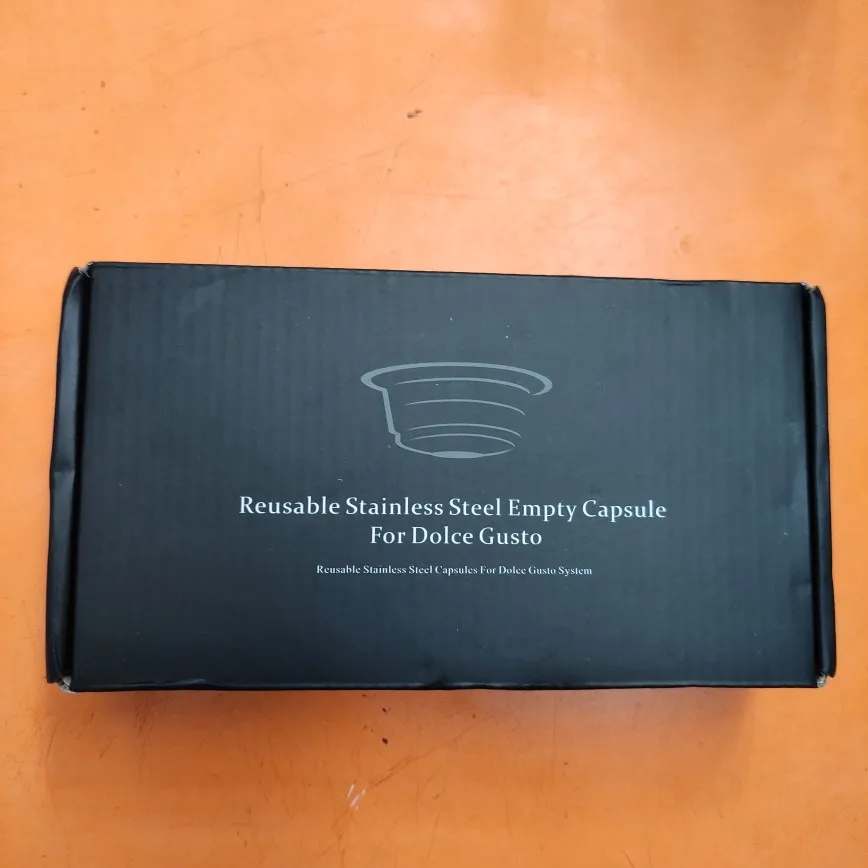 Reusable Stainless Steel Empty Capsule
For Dolce Gusto
Reusable Stainless Steel Capsules For Dolce Gusto System